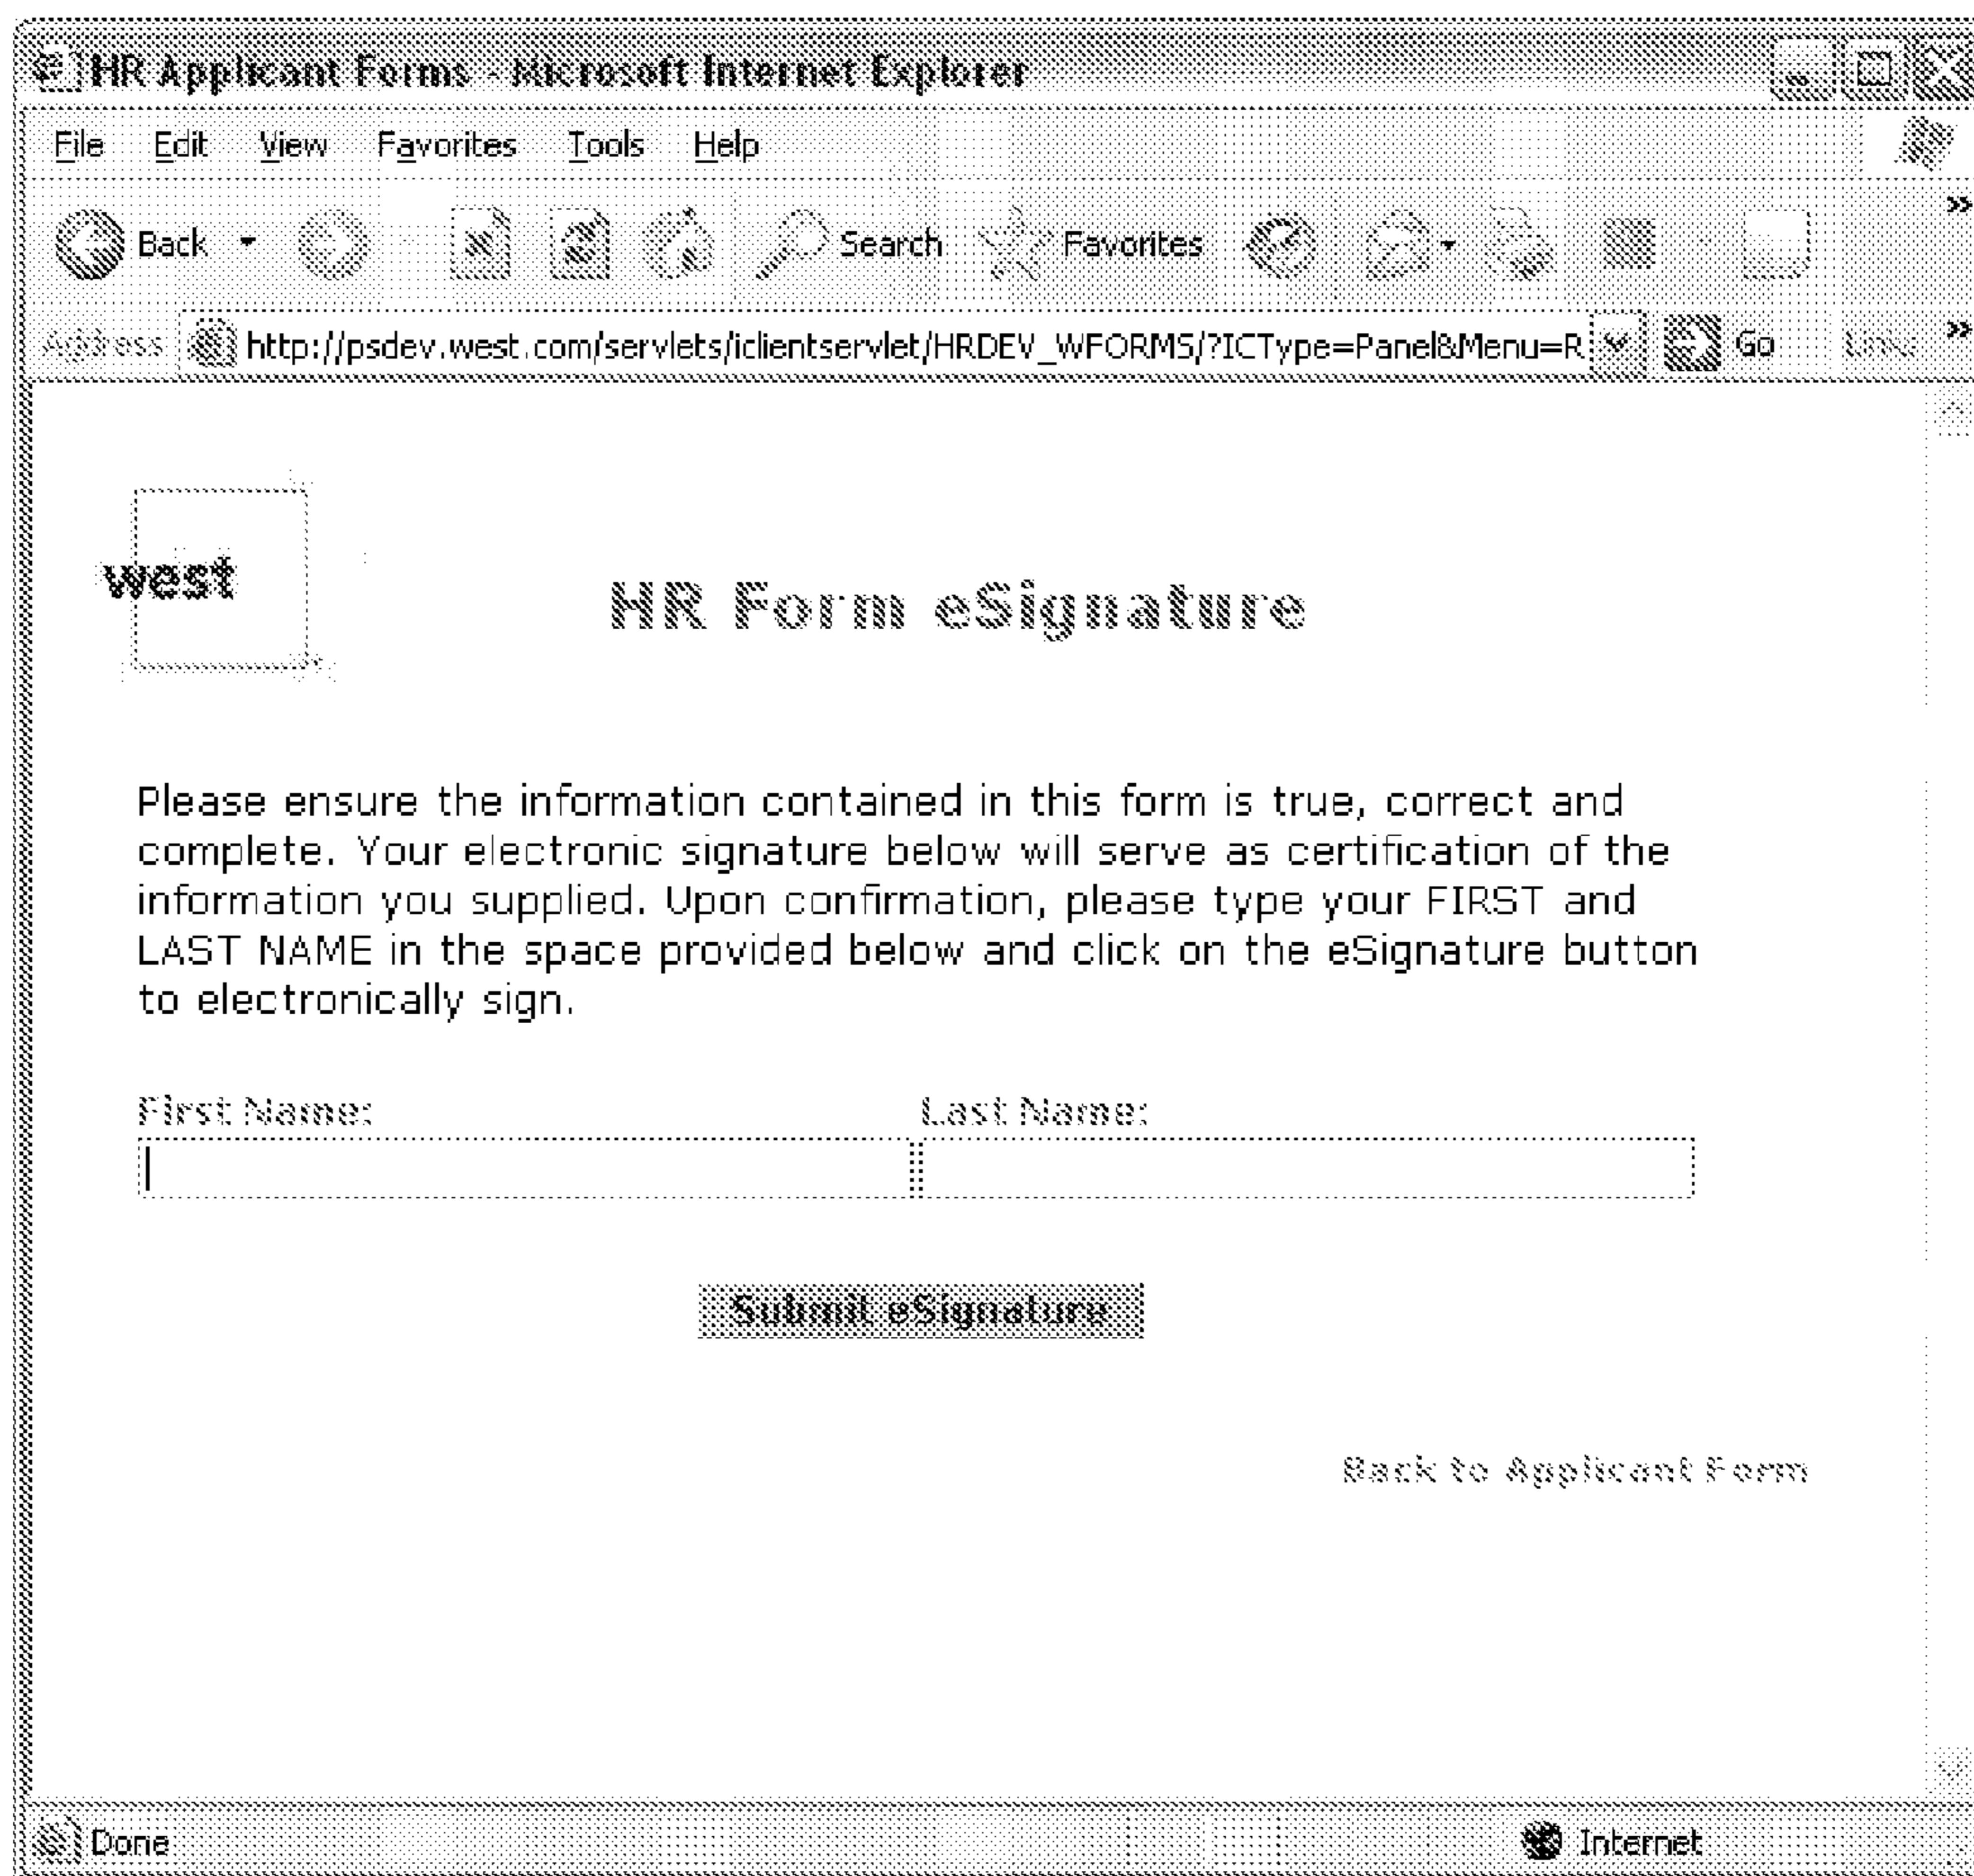 HR Applicant Forms - Microsoft Internet Explorer
File Edit View Favorites Tools Help
Back Search Favorites »
Address http://psdev.west.com/servlets/iclientservlet/HRDEV_WFORMS/?ICType=Panel&Menu=R Go Links »
west
HR Form eSignature
Please ensure the information contained in this form is true, correct and
complete. Your electronic signature below will serve as certification of the
information you supplied. Upon confirmation, please type your FIRST and
LAST NAME in the space provided below and click on the eSignature button
to electronically sign.
First Name: Last Name:
Submit eSignature
Back to Applicant Form
Done Internet